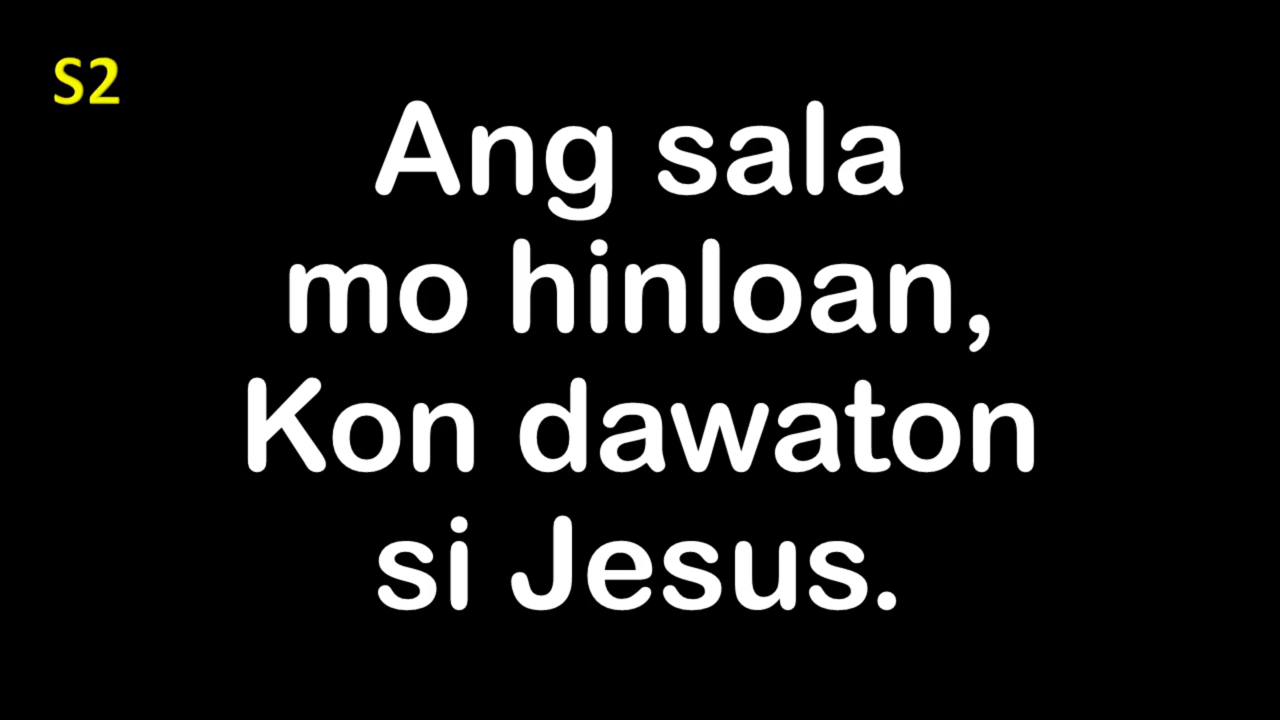 S2
Ang sala
mo hinloan,
Kon dawaton
si Jesus.